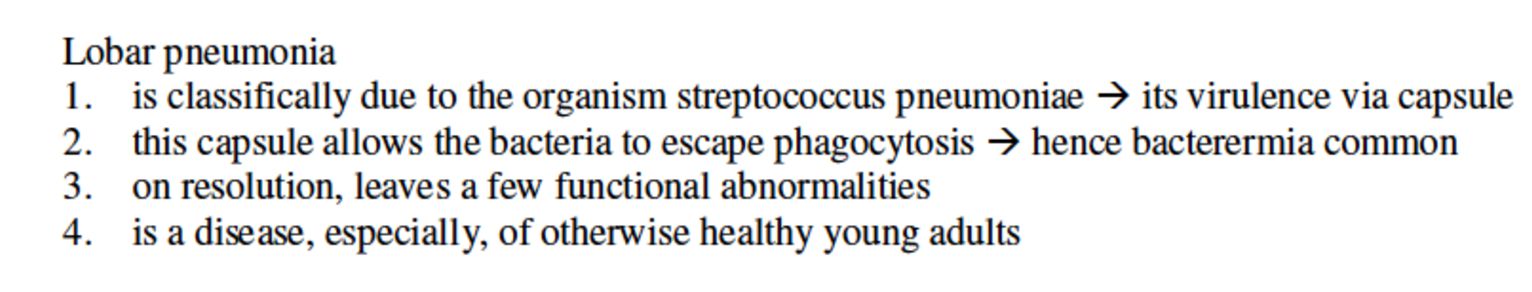 Lobar pneumonia
1. is classifically due to the organism streptococcus pneumoniae → its virulence via capsule
2. this capsule allows the bacteria to escape phagocytosis → hence bacterermia common
3. on resolution, leaves a few functional abnormalities
4. is a disease, especially, of otherwise healthy young adults